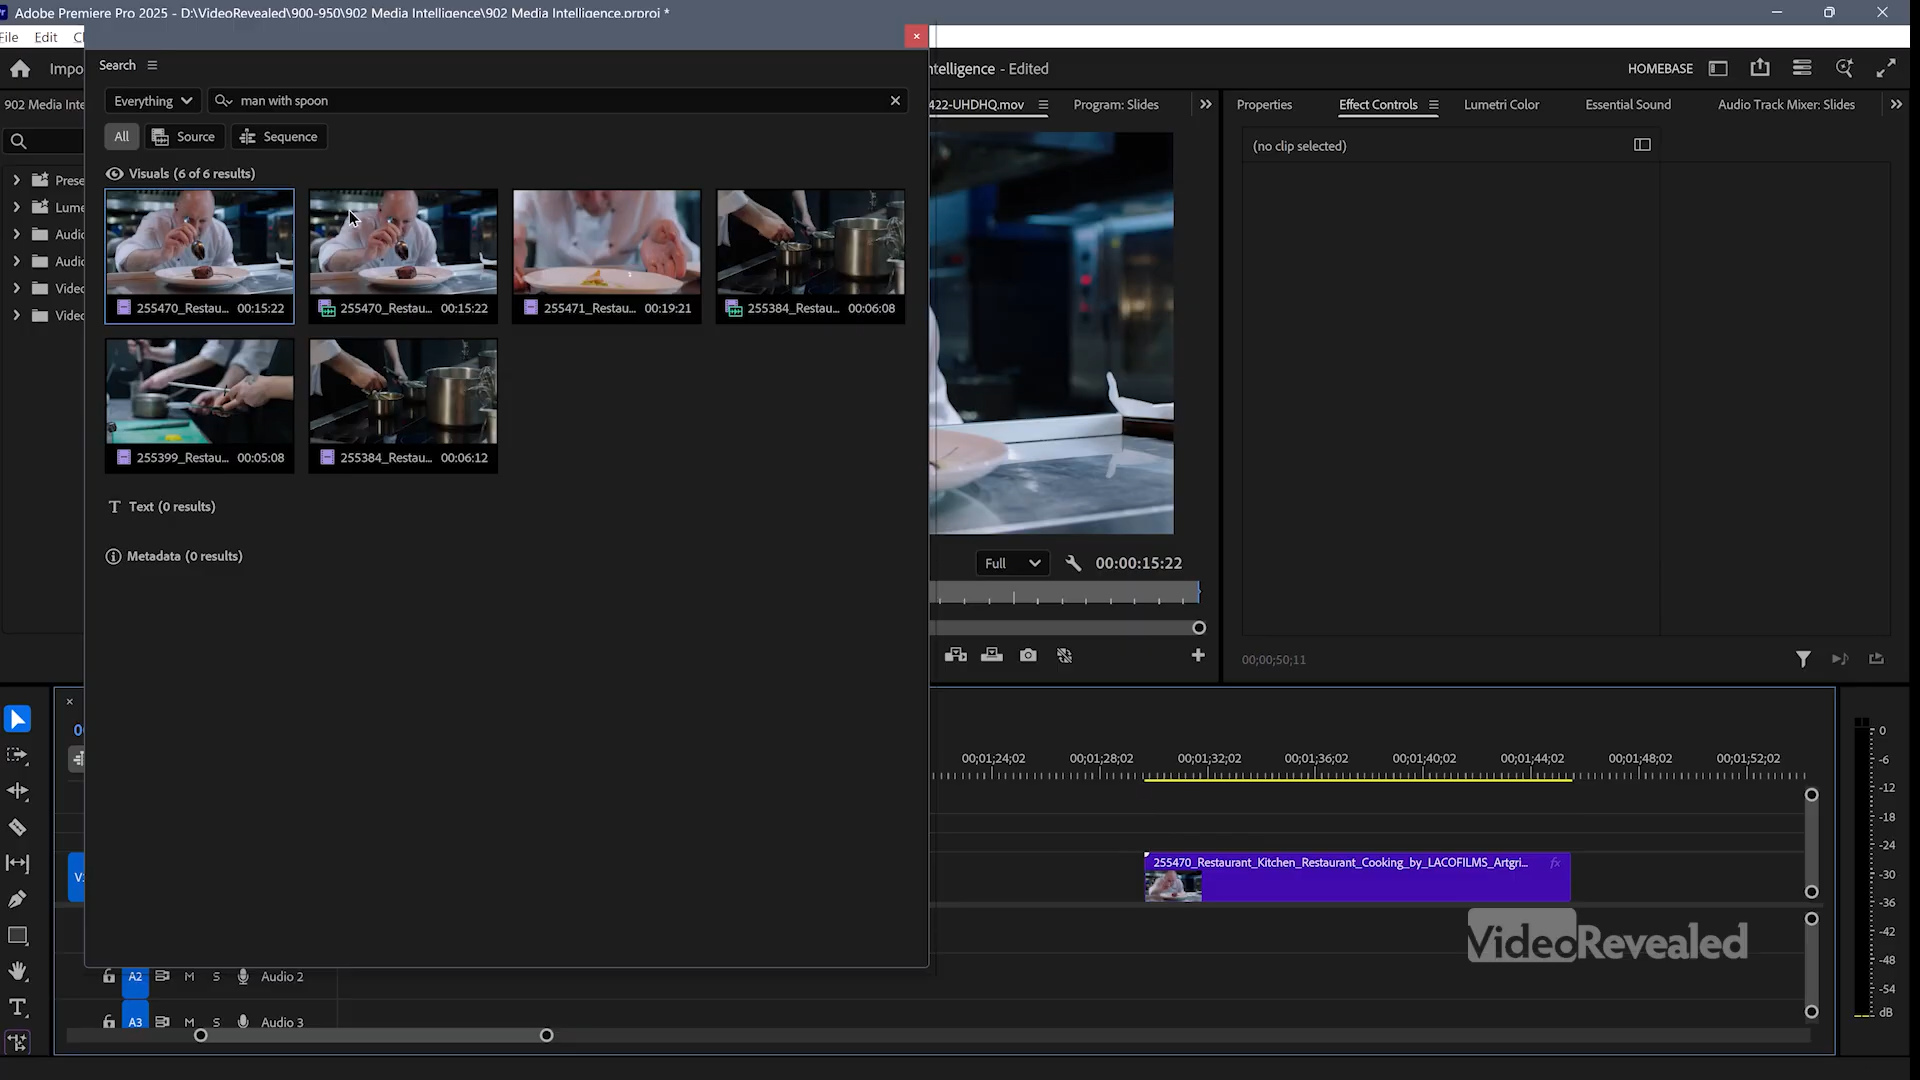 Adobe Premiere Pro 2025 - D:\VideoRevealed\900-950\902 Media Intelligence\902 Media Intelligence.prproj *
File Edit
Search
Impo
Everything
man with spoon
All
Source
Sequence
Visuals (6 of 6 results)
255470_Restau... 00:15:22
255470_Restau... 00:15:22
255471_Restau... 00:19:21
255384_Restau... 00:06:08
255399_Restau... 00:05:08
255384_Restau... 00:06:12
Text (0 results)
Metadata (0 results)
902 Media Inte
Prese
Lume
Audio
Audio
Video
Video
ntelligence - Edited
HOMEBASE
422-UHDHQ.mov
Program: Slides
Properties
Effect Controls
Lumetri Color
Essential Sound
Audio Track Mixer: Slides
(no clip selected)
Full
00:00:15:22
00;00;50;11
00;01;24;02
00;01;28;02
00;01;32;02
00;01;36;02
00;01;40;02
00;01;44;02
00;01;48;02
00;01;52;02
255470_Restaurant_Kitchen_Restaurant_Cooking_by_LACOFILMS_Artgri...
fx
VideoRevealed
A2 M S Audio 2
A3 M S Audio 3
0
-6
-12
-18
-24
-30
-36
-42
-48
-54
dB